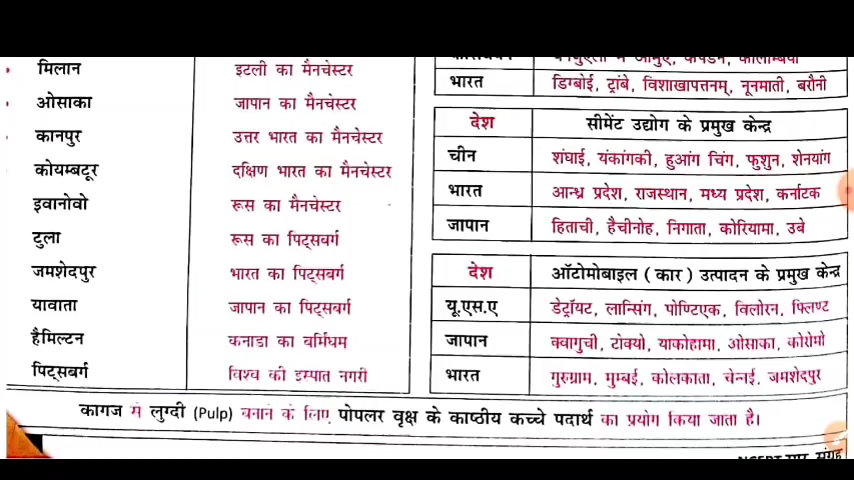 मिलान इटली का मैनचेस्टर
ओसाका जापान का मैनचेस्टर
कानपुर उत्तर भारत का मैनचेस्टर
कोयम्बटूर दक्षिण भारत का मैनचेस्टर
इवानोवो रूस का मैनचेस्टर
टुला रूस का पिट्सबर्ग
जमशेदपुर भारत का पिट्सबर्ग
यावाता जापान का पिट्सबर्ग
हैमिल्टन कनाडा का बर्मिंघम
पिट्सबर्ग विश्व की इस्पात नगरी
भारत डिग्बोई, ट्रांबे, विशाखापत्तनम्, नूनमाती, बरौनी
देश सीमेंट उद्योग के प्रमुख केन्द्र
चीन शंघाई, यंकांगकी, हुआंग चिंग, फुशुन, शेनयांग
भारत आन्ध्र प्रदेश, राजस्थान, मध्य प्रदेश, कर्नाटक
जापान हिताची, हैचीनोह, निगाता, कोरियामा, उबे
देश ऑटोमोबाइल (कार) उत्पादन के प्रमुख केन्द्र
यू.एस.ए डेट्रॉयट, लान्सिंग, पोण्टिएक, विलोरन, फ्लिण्ट
जापान क्वागुची, टोक्यो, याकोहामा, ओसाका, कोरोमो
भारत गुरुग्राम, मुम्बई, कोलकाता, चेन्नई, जमशेदपुर
कागज में लुग्दी (Pulp) बनाने के लिए पोपलर वृक्ष के काष्ठीय कच्चे पदार्थ का प्रयोग किया जाता है।